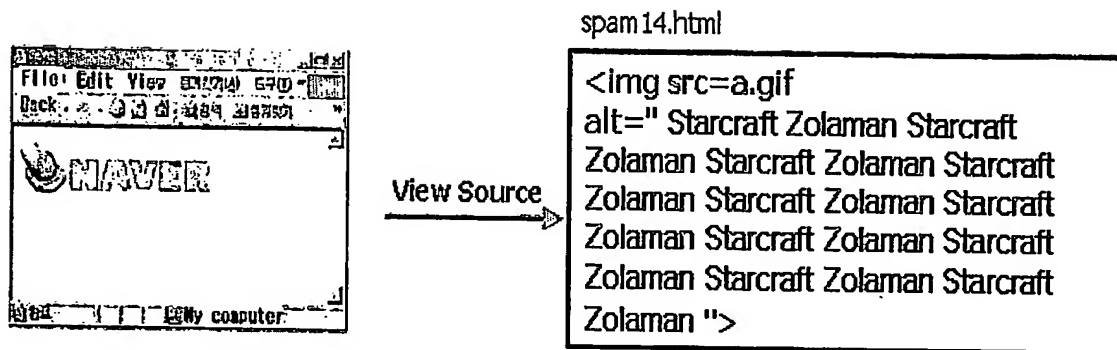 spam14.html
File Edit View
Back
NAVER
My computer
View Source
<img src=a.gif
alt=" Starcraft Zolaman Starcraft
Zolaman Starcraft Zolaman Starcraft
Zolaman Starcraft Zolaman Starcraft
Zolaman Starcraft Zolaman Starcraft
Zolaman Starcraft Zolaman Starcraft
Zolaman ">